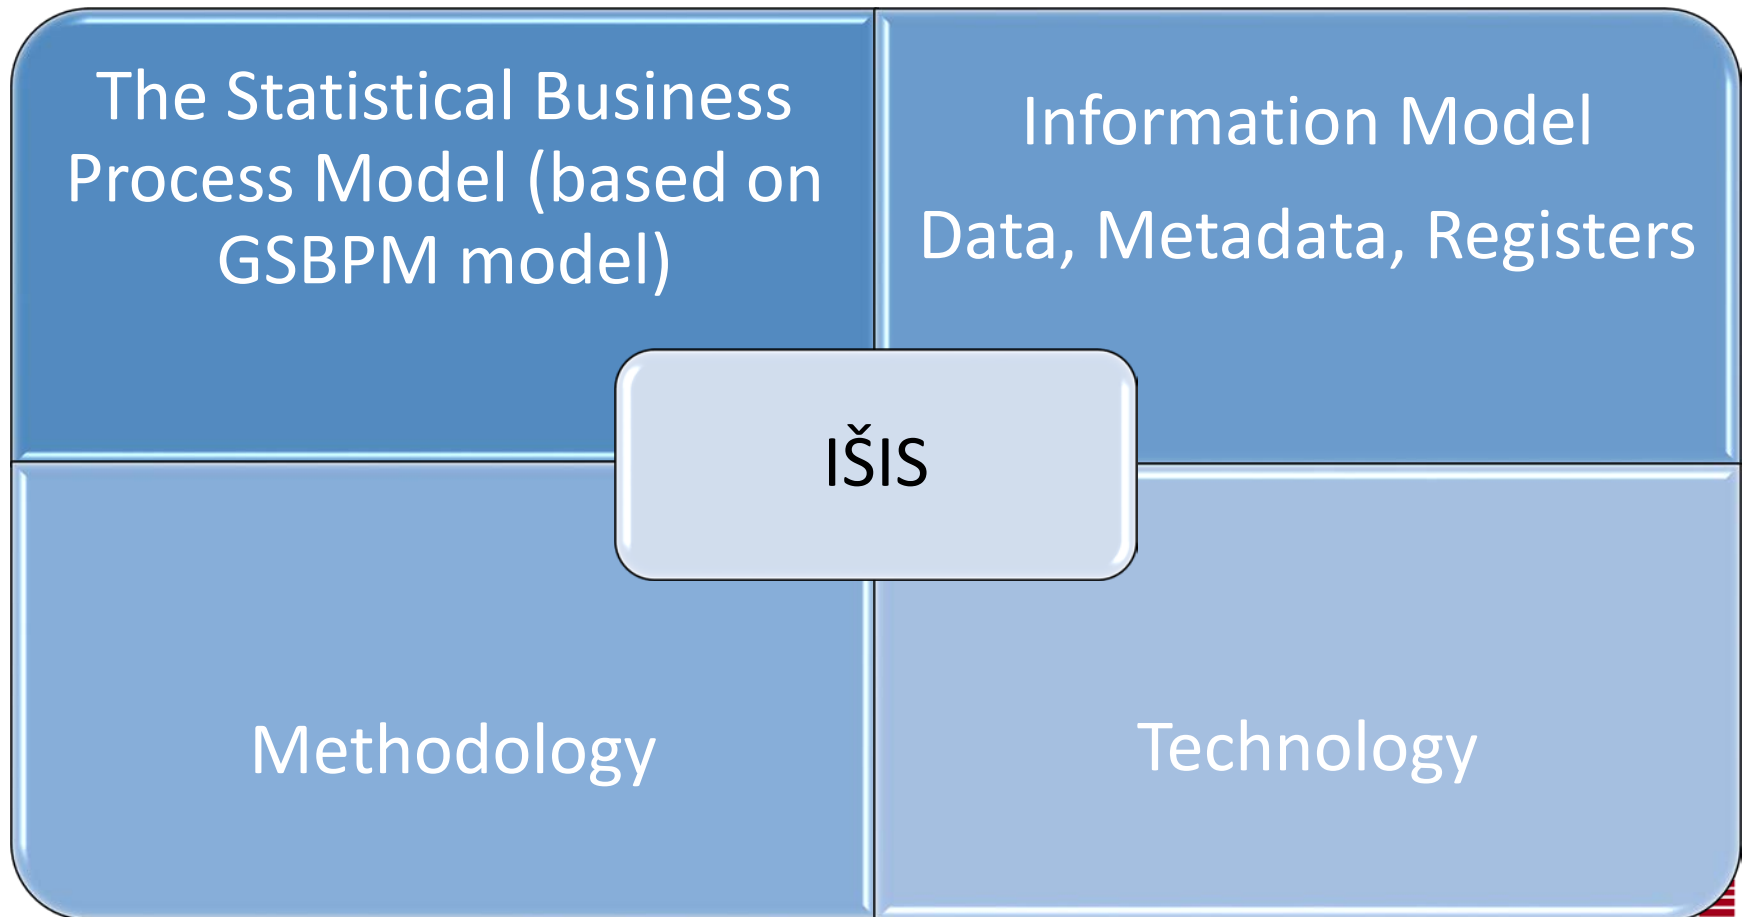 The Statistical Business
Process Model (based on
GSBPM model)
Information Model
Data, Metadata, Registers
IŠIS
Methodology
Technology